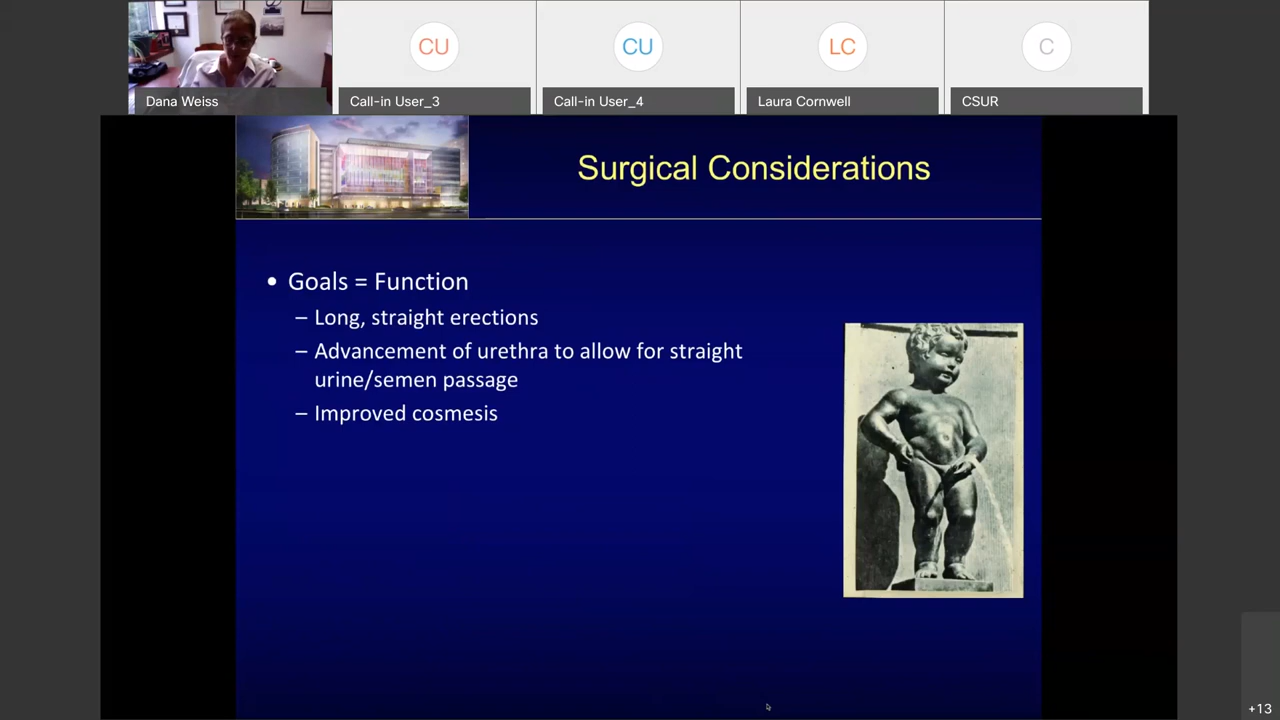 CU
CU
LC
C
Dana Weiss
Call-in User_3
Call-in User_4
Laura Cornwell
CSUR
Surgical Considerations
• Goals = Function
– Long, straight erections
– Advancement of urethra to allow for straight
urine/semen passage
– Improved cosmesis
+13